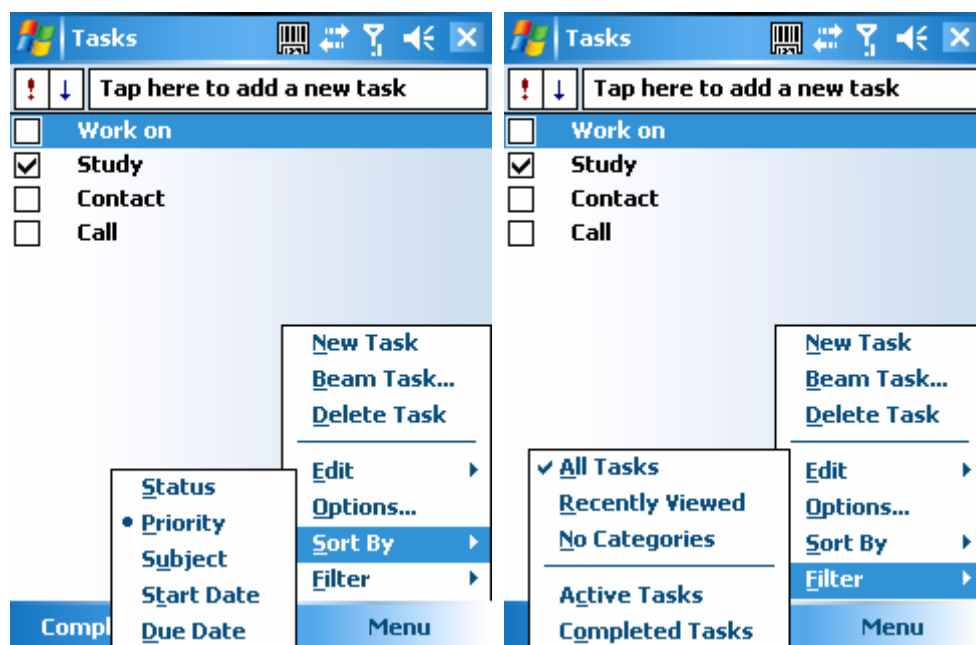 Tasks
! ↓ Tap here to add a new task
Work on
Study
Contact
Call
New Task
Beam Task...
Delete Task
Edit
Options...
Sort By
Filter
Status
Priority
Subject
Start Date
Due Date
Compl
Menu
Tasks
! ↓ Tap here to add a new task
Work on
Study
Contact
Call
New Task
Beam Task...
Delete Task
Edit
Options...
Sort By
Filter
All Tasks
Recently Viewed
No Categories
Active Tasks
Completed Tasks
Menu